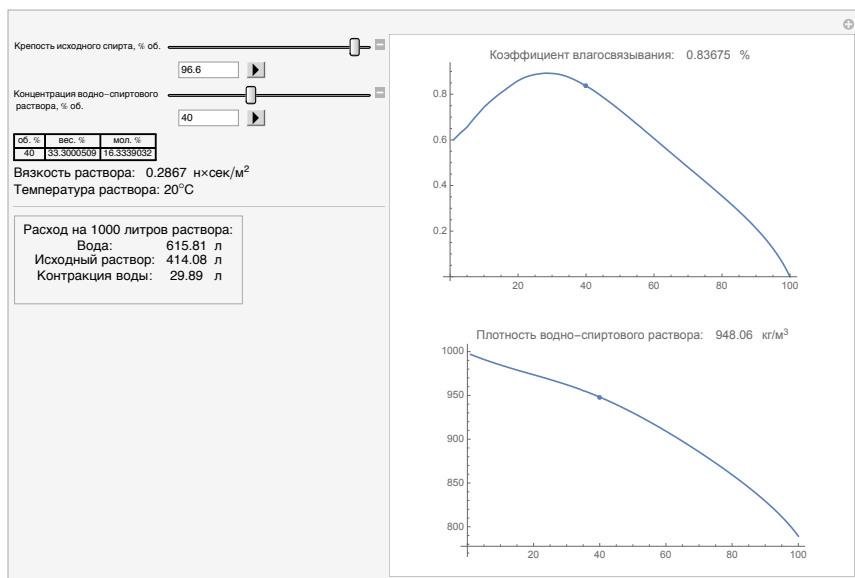 Крепость исходного спирта, % об.
96.6
Концентрация водно–спиртового
раствора, % об.
40
об. % вес. % мол. %
40 33.3000509 16.3339032
Вязкость раствора: 0.2867 н×сек/м²
Температура раствора: 20°C
Расход на 1000 литров раствора:
Вода: 615.81 л
Исходный раствор: 414.08 л
Контракция воды: 29.89 л
Коэффициент влагосвязывания: 0.83675 %
0.8
0.6
0.4
0.2
20 40 60 80 100
Плотность водно–спиртового раствора: 948.06 кг/м³
1000
950
900
850
800
20 40 60 80 100